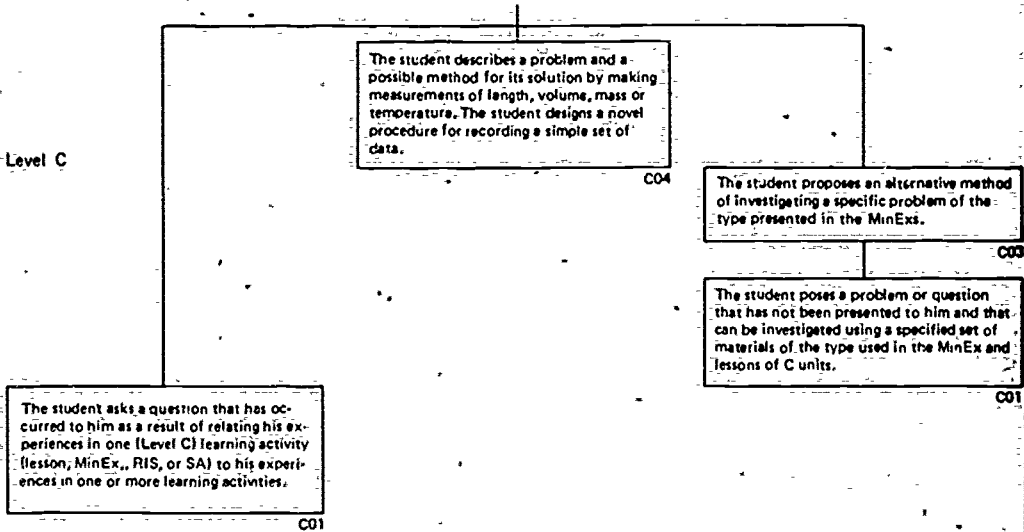 The student describes a problem and a
possible method for its solution by making
measurements of length, volume, mass or
temperature. The student designs a novel
procedure for recording a simple set of
data.
C04
Level C
The student proposes an alternative method
of investigating a specific problem of the
type presented in the MinExs.
C03
The student poses a problem or question
that has not been presented to him and that
can be investigated using a specified set of
materials of the type used in the MinEx and
lessons of C units.
C01
The student asks a question that has oc-
curred to him as a result of relating his ex-
periences in one (Level C) learning activity
(lesson, MinEx., RIS, or SA) to his experi-
ences in one or more learning activities.
C01